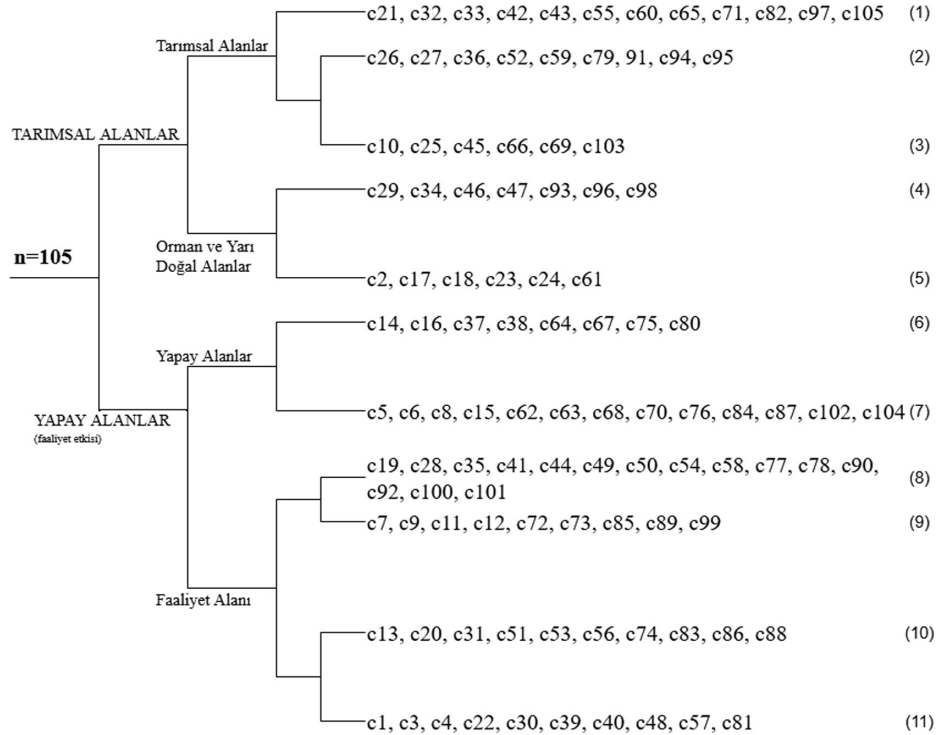 c21, c32, c33, c42, c43, c55, c60, c65, c71, c82, c97, c105 (1)
Tarımsal Alanlar
c26, c27, c36, c52, c59, c79, 91, c94, c95 (2)
TARIMSAL ALANLAR
c10, c25, c45, c66, c69, c103 (3)
c29, c34, c46, c47, c93, c96, c98 (4)
Orman ve Yarı
Doğal Alanlar
n=105
c2, c17, c18, c23, c24, c61 (5)
c14, c16, c37, c38, c64, c67, c75, c80 (6)
Yapay Alanlar
c5, c6, c8, c15, c62, c63, c68, c70, c76, c84, c87, c102, c104 (7)
YAPAY ALANLAR
(faaliyet etkisi)
c19, c28, c35, c41, c44, c49, c50, c54, c58, c77, c78, c90,
c92, c100, c101 (8)
c7, c9, c11, c12, c72, c73, c85, c89, c99 (9)
Faaliyet Alanı
c13, c20, c31, c51, c53, c56, c74, c83, c86, c88 (10)
c1, c3, c4, c22, c30, c39, c40, c48, c57, c81 (11)